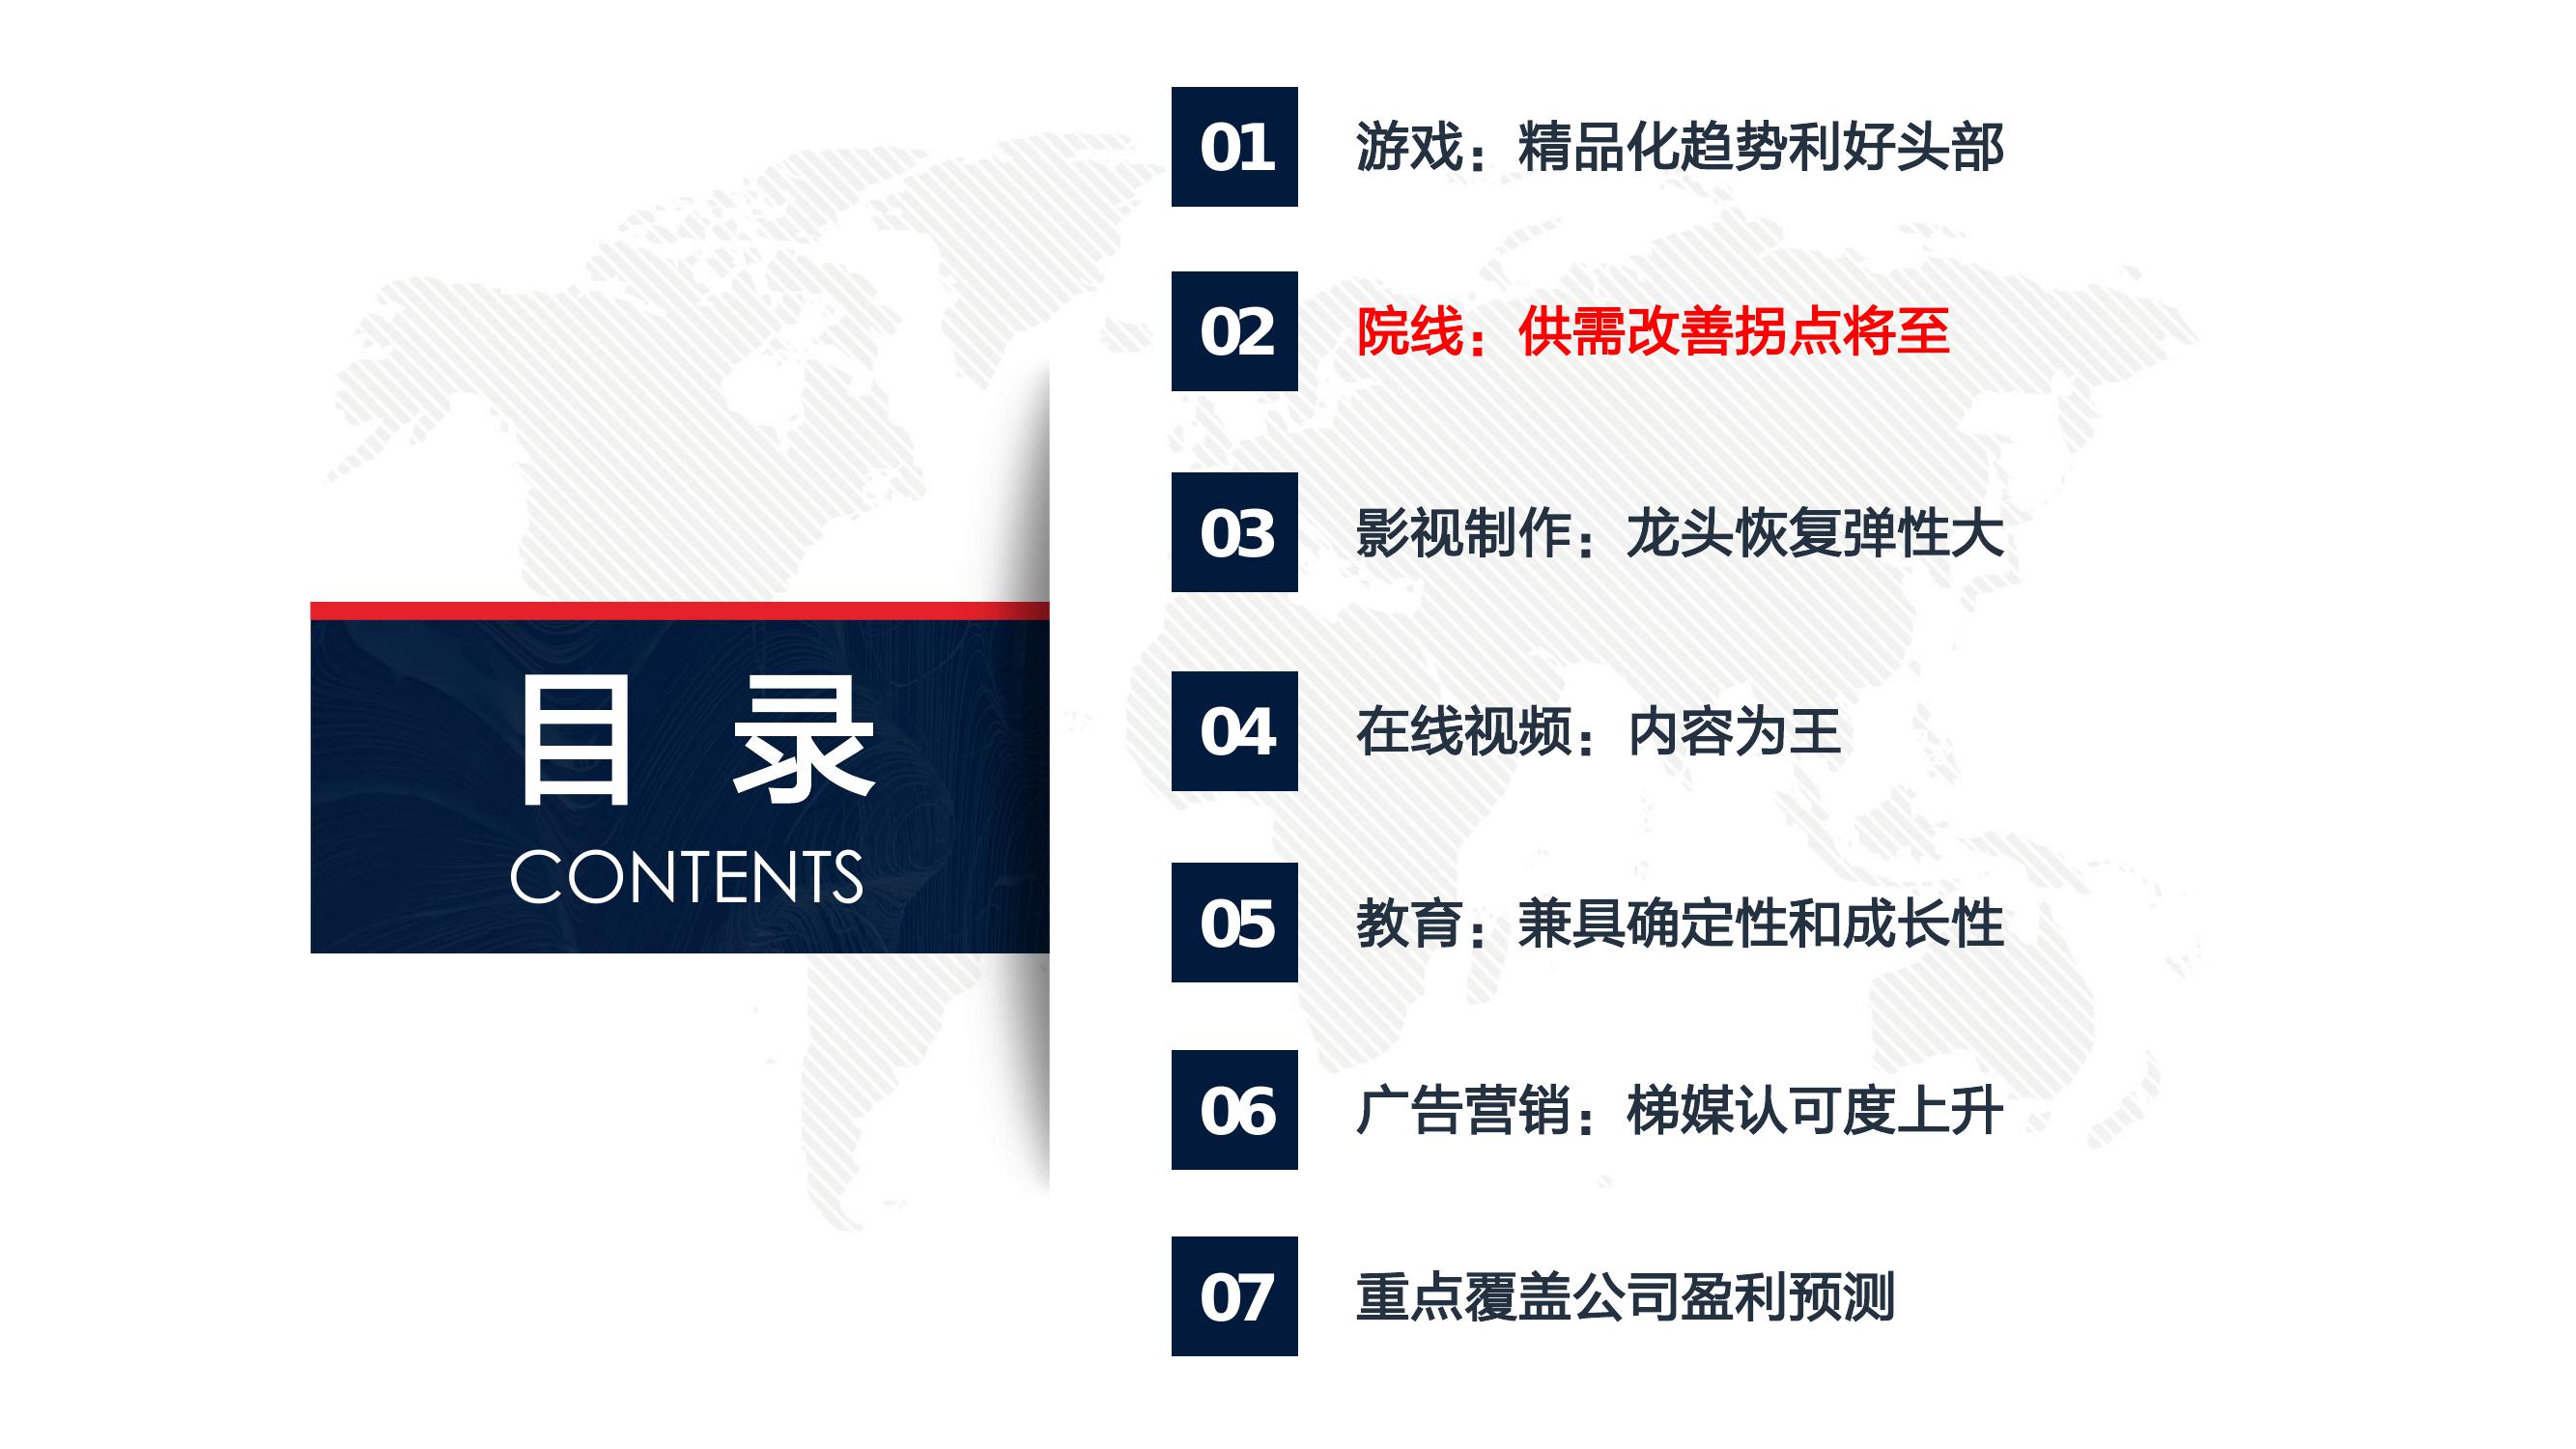 目 录
CONTENTS
01 游戏：精品化趋势利好头部
02 院线：供需改善拐点将至
03 影视制作：龙头恢复弹性大
04 在线视频：内容为王
05 教育：兼具确定性和成长性
06 广告营销：梯媒认可度上升
07 重点覆盖公司盈利预测